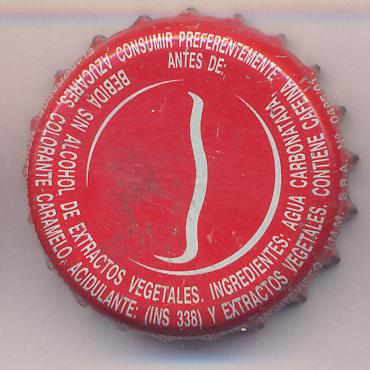 CONSUMIR PREFERENTEMENTE
ANTES DE:
BEBIDA SIN ALCOHOL DE EXTRACTOS VEGETALES. INGREDIENTES: AGUA CARBONATADA,
AZUCARES, COLORANTE CARAMELO, ACIDULANTE: (INS 338) Y EXTRACTOS VEGETALES. CONTIENE CAFEINA